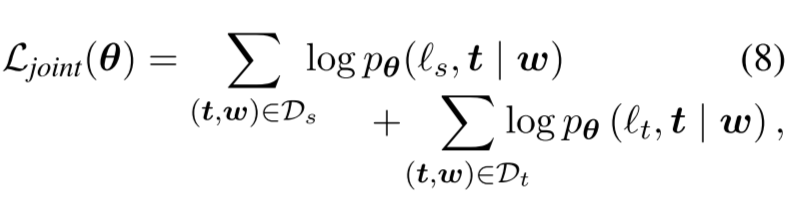 ℒ_joint(𝜽) = ∑_{(𝒕,𝒘)∈𝒟_s} log p_𝜽(ℓ_s, 𝒕 | 𝒘) (8)
+ ∑_{(𝒕,𝒘)∈𝒟_t} log p_𝜽 (ℓ_t, 𝒕 | 𝒘) ,